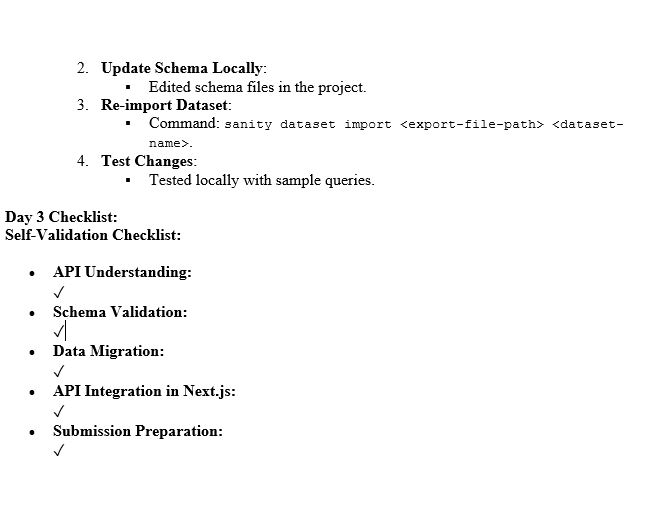 2. Update Schema Locally:
▪ Edited schema files in the project.
3. Re-import Dataset:
▪ Command: sanity dataset import <export-file-path> <dataset-
name>.
4. Test Changes:
▪ Tested locally with sample queries.
Day 3 Checklist:
Self-Validation Checklist:
• API Understanding:
✓
• Schema Validation:
✓
• Data Migration:
✓
• API Integration in Next.js:
✓
• Submission Preparation:
✓